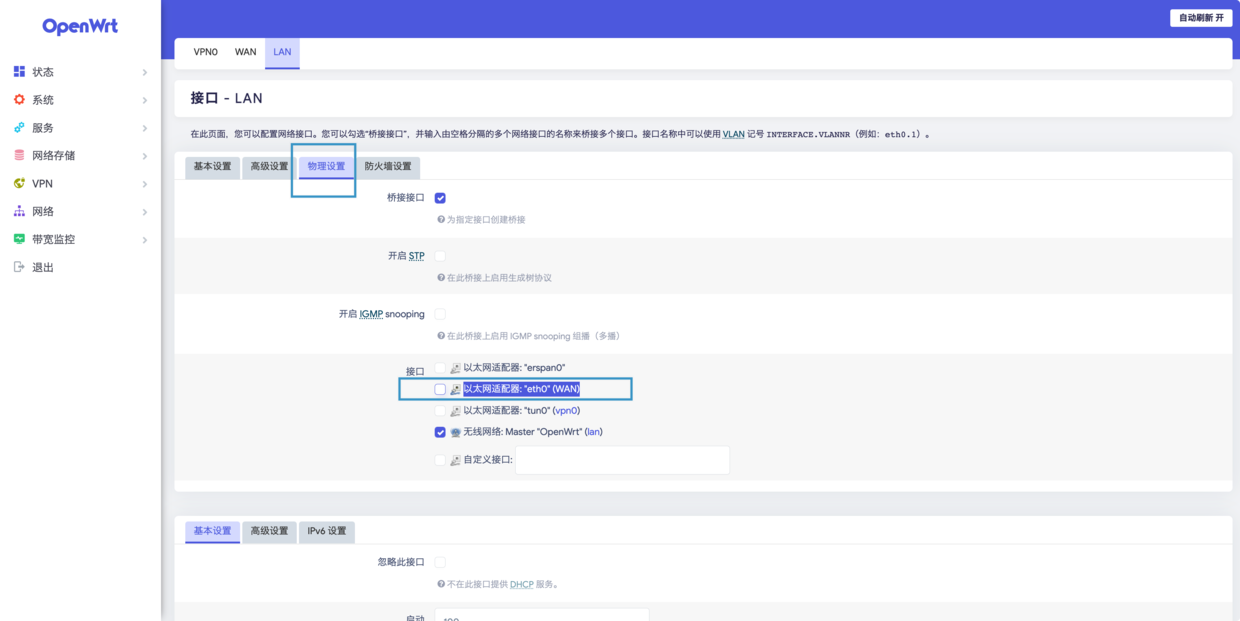 OpenWrt
自动刷新 开
状态
系统
服务
网络存储
VPN
网络
带宽监控
退出
VPN0 WAN LAN
接口 - LAN
在此页面，您可以配置网络接口。您可以勾选“桥接接口”，并输入由空格分隔的多个网络接口的名称来桥接多个接口。接口名称中可以使用 VLAN 记号 INTERFACE.VLANNR（例如：eth0.1）。
基本设置 高级设置 物理设置 防火墙设置
桥接接口
为指定接口创建桥接
开启 STP
在此桥接上启用生成树协议
开启 IGMP snooping
在此桥接上启用 IGMP snooping 组播（多播）
接口 以太网适配器: "erspan0"
以太网适配器: "eth0" (WAN)
以太网适配器: "tun0" (vpn0)
无线网络: Master "OpenWrt" (lan)
自定义接口:
基本设置 高级设置 IPv6 设置
忽略此接口
不在此接口提供 DHCP 服务。
启动 100